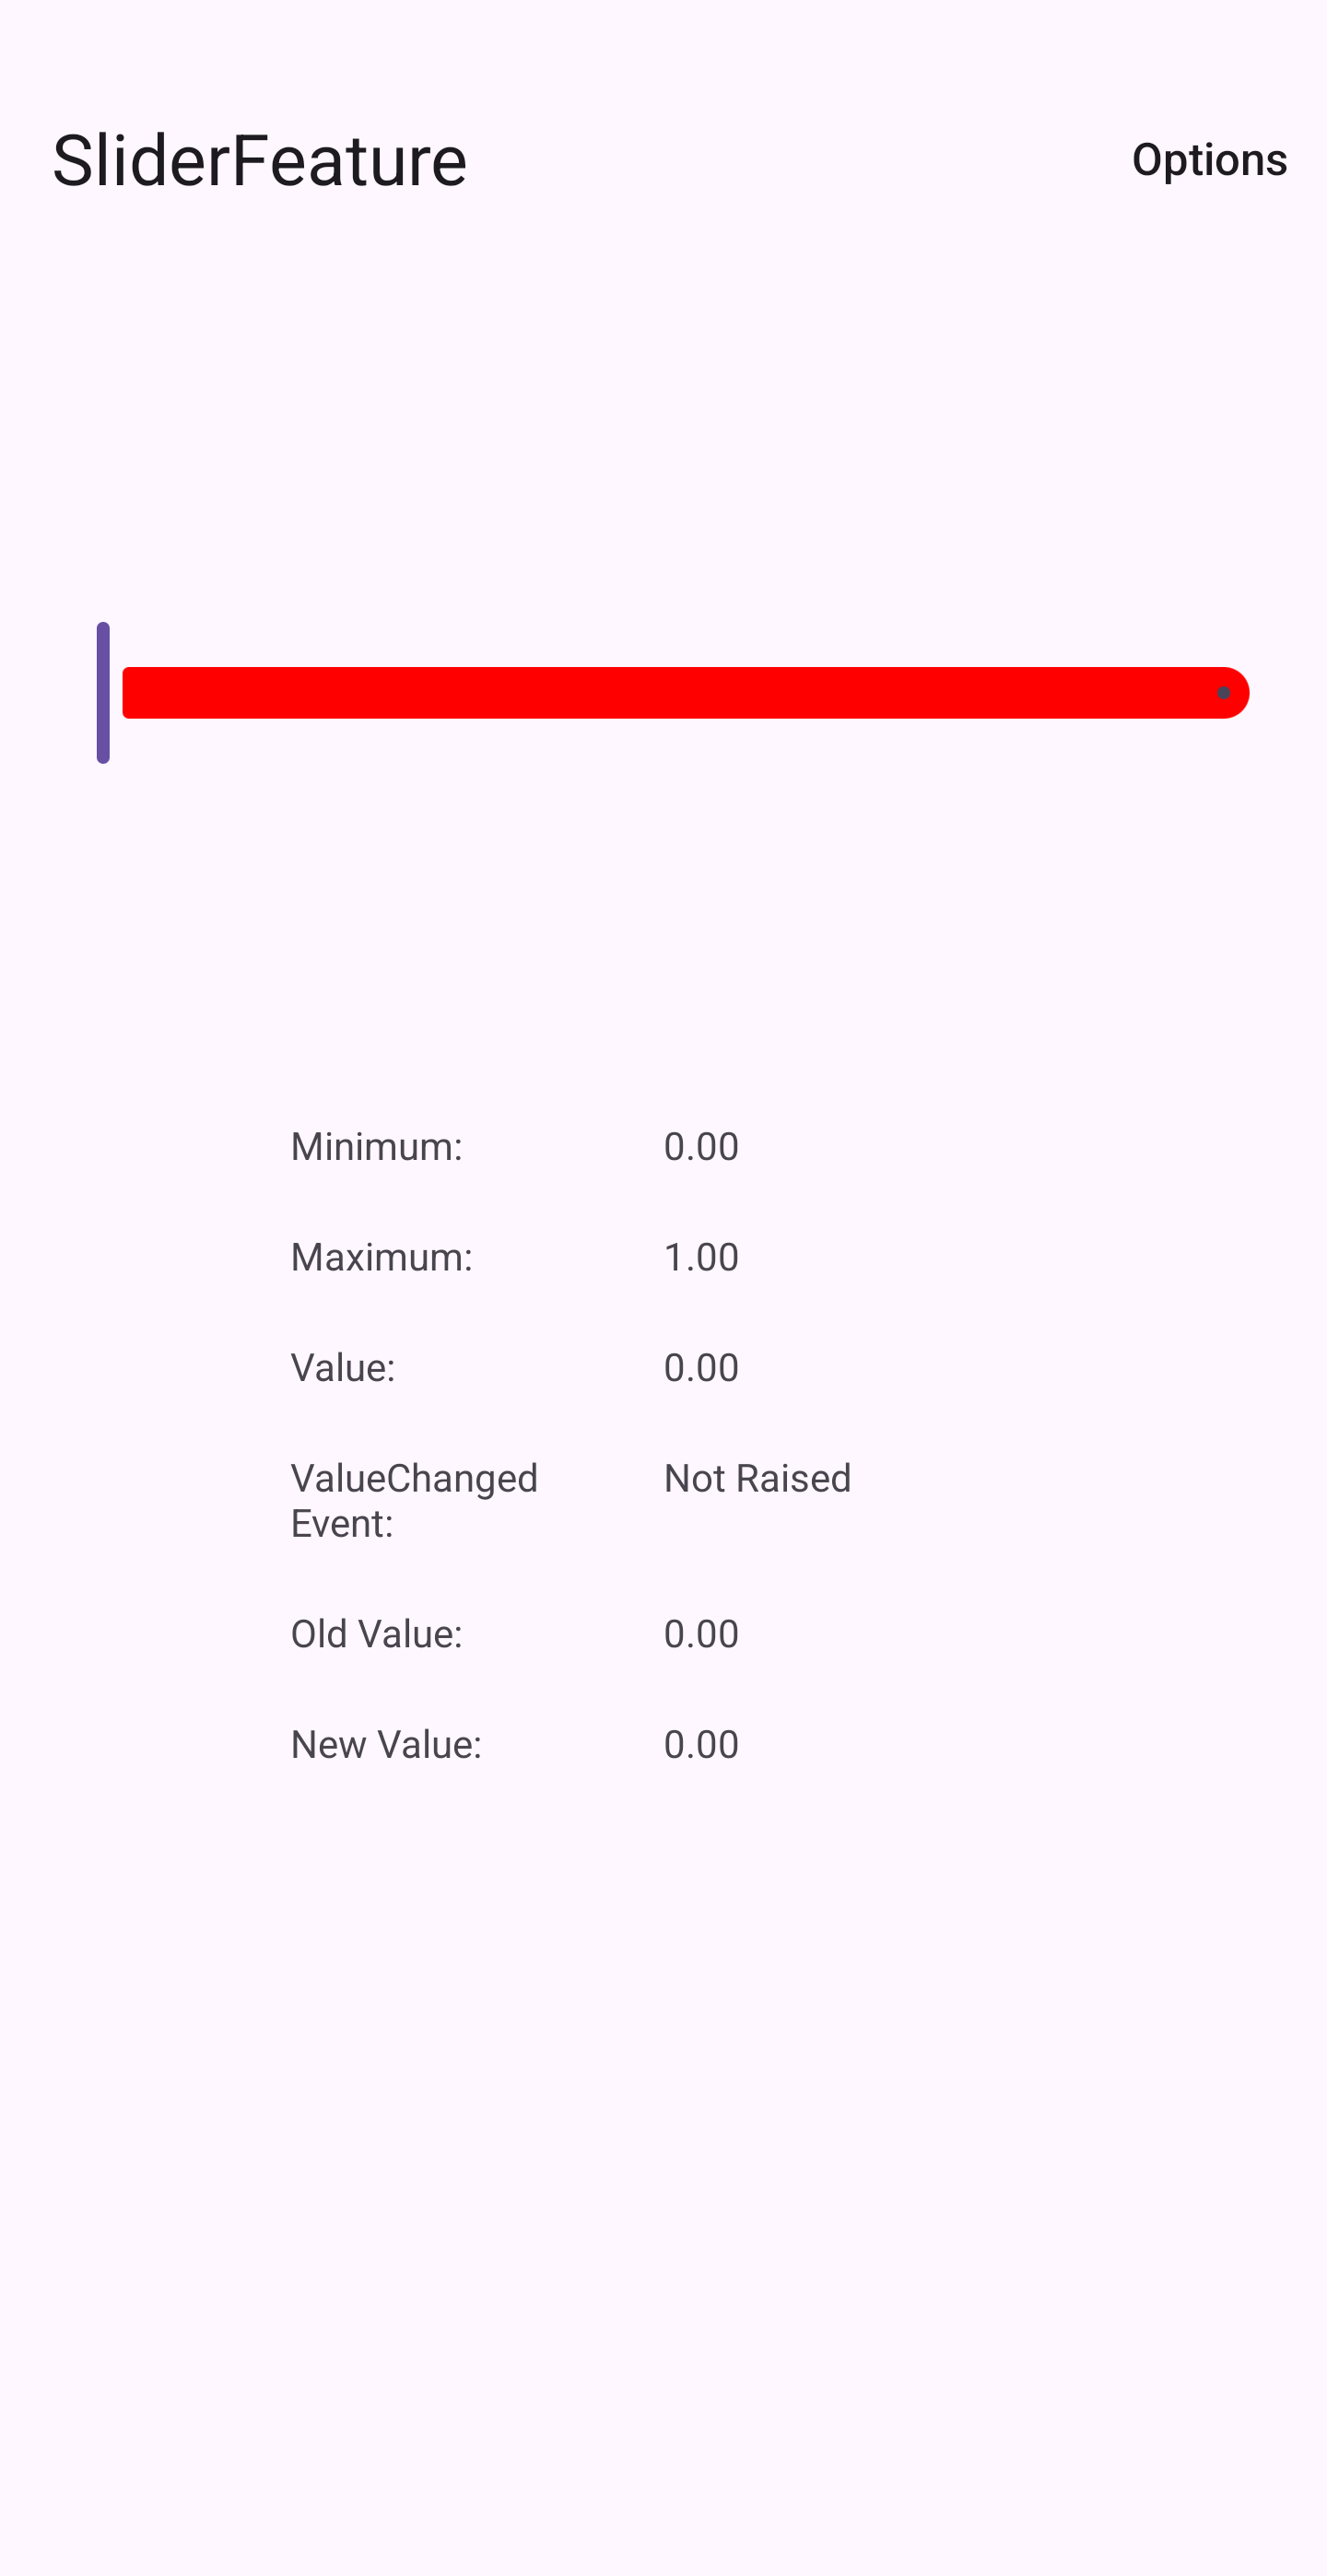 SliderFeature
Options
Minimum: 0.00
Maximum: 1.00
Value: 0.00
ValueChanged Not Raised
Event:
Old Value: 0.00
New Value: 0.00